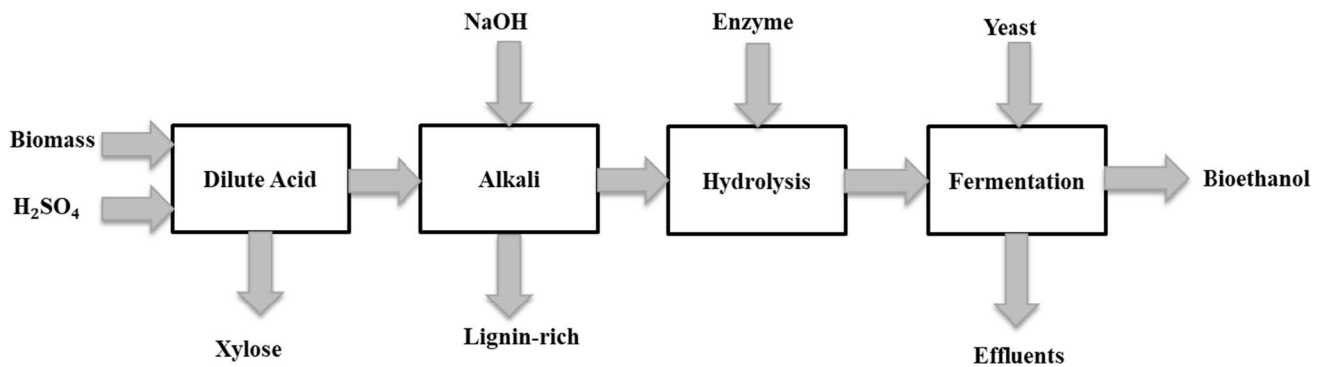 NaOH
Enzyme
Yeast
Biomass
H₂SO₄
Dilute Acid
Alkali
Hydrolysis
Fermentation
Bioethanol
Xylose
Lignin-rich
Effluents